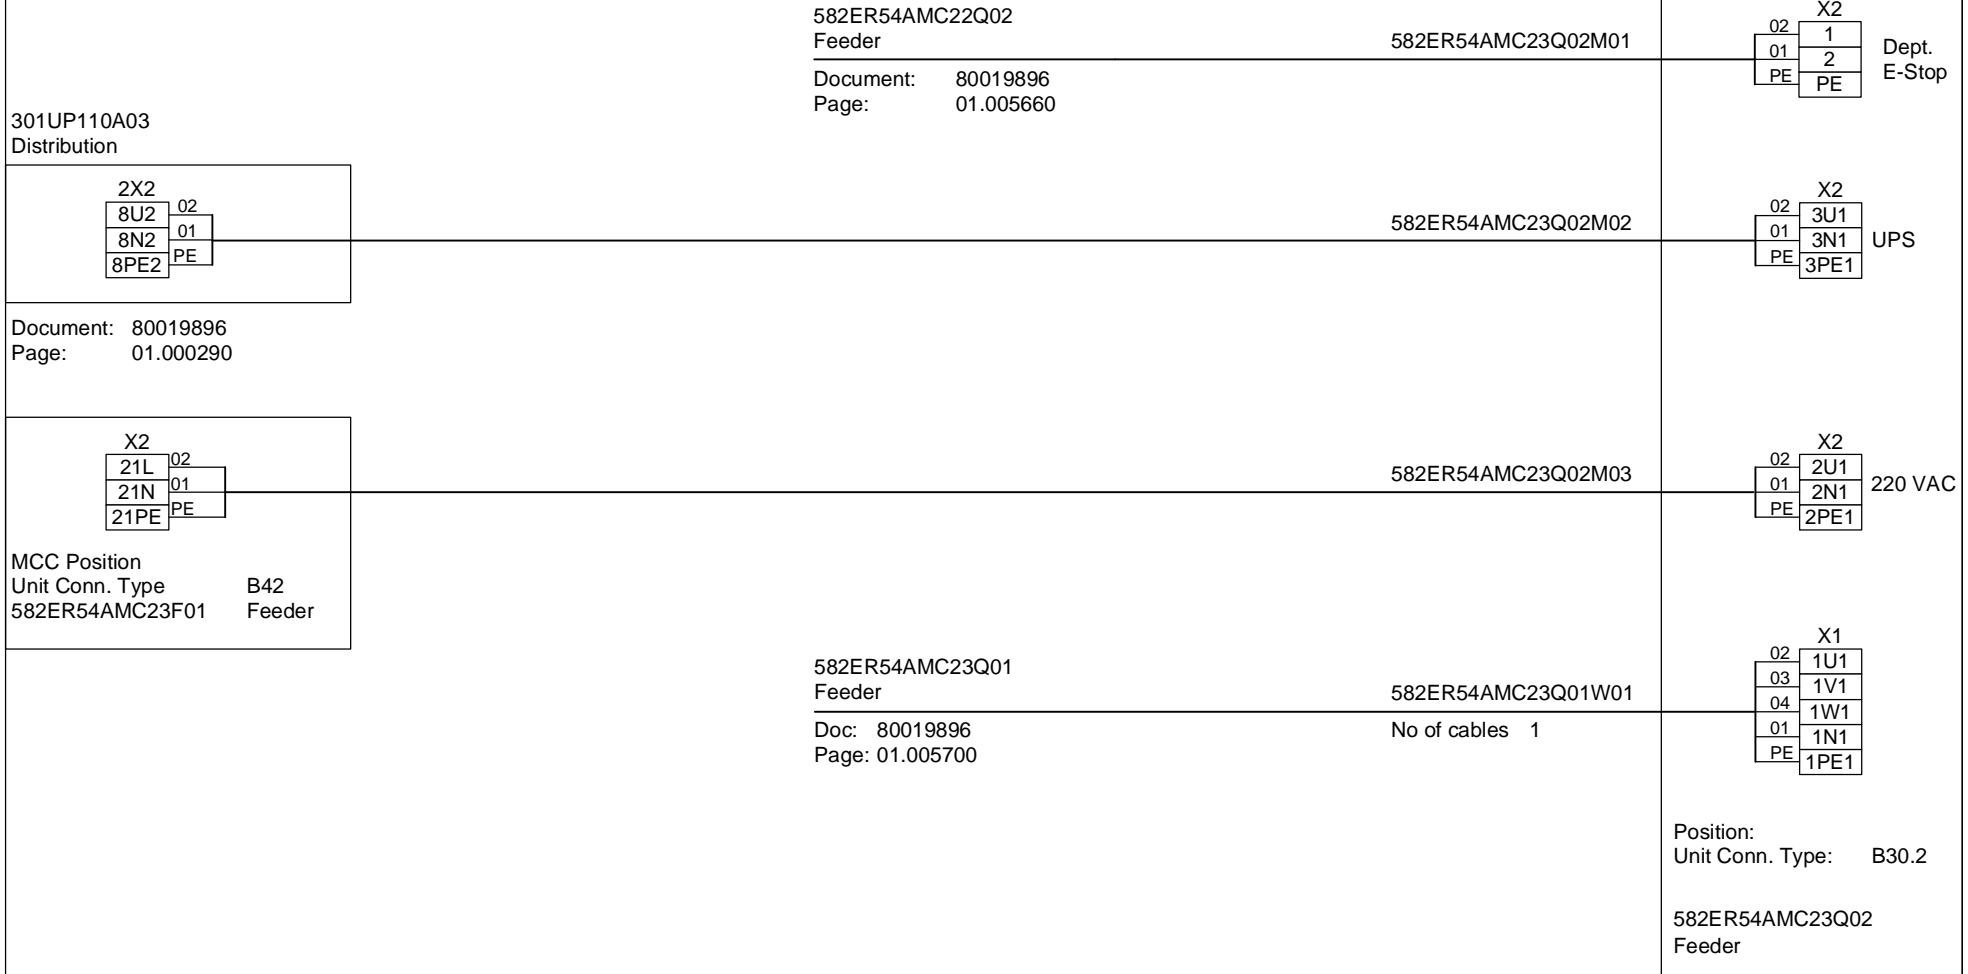 582ER54AMC22Q02
Feeder
582ER54AMC23Q02M01
Document: 80019896
Page: 01.005660
X2
02 1
01 2
PE PE
Dept.
E-Stop
301UP110A03
Distribution
2X2
8U2 02
8N2 01
8PE2 PE
582ER54AMC23Q02M02
X2
02 3U1
01 3N1
PE 3PE1
UPS
Document: 80019896
Page: 01.000290
X2
21L 02
21N 01
21PE PE
582ER54AMC23Q02M03
X2
02 2U1
01 2N1
PE 2PE1
220 VAC
MCC Position
Unit Conn. Type B42
582ER54AMC23F01 Feeder
582ER54AMC23Q01
Feeder
582ER54AMC23Q01W01
Doc: 80019896
Page: 01.005700
No of cables 1
X1
02 1U1
03 1V1
04 1W1
01 1N1
PE 1PE1
Position:
Unit Conn. Type: B30.2
582ER54AMC23Q02
Feeder